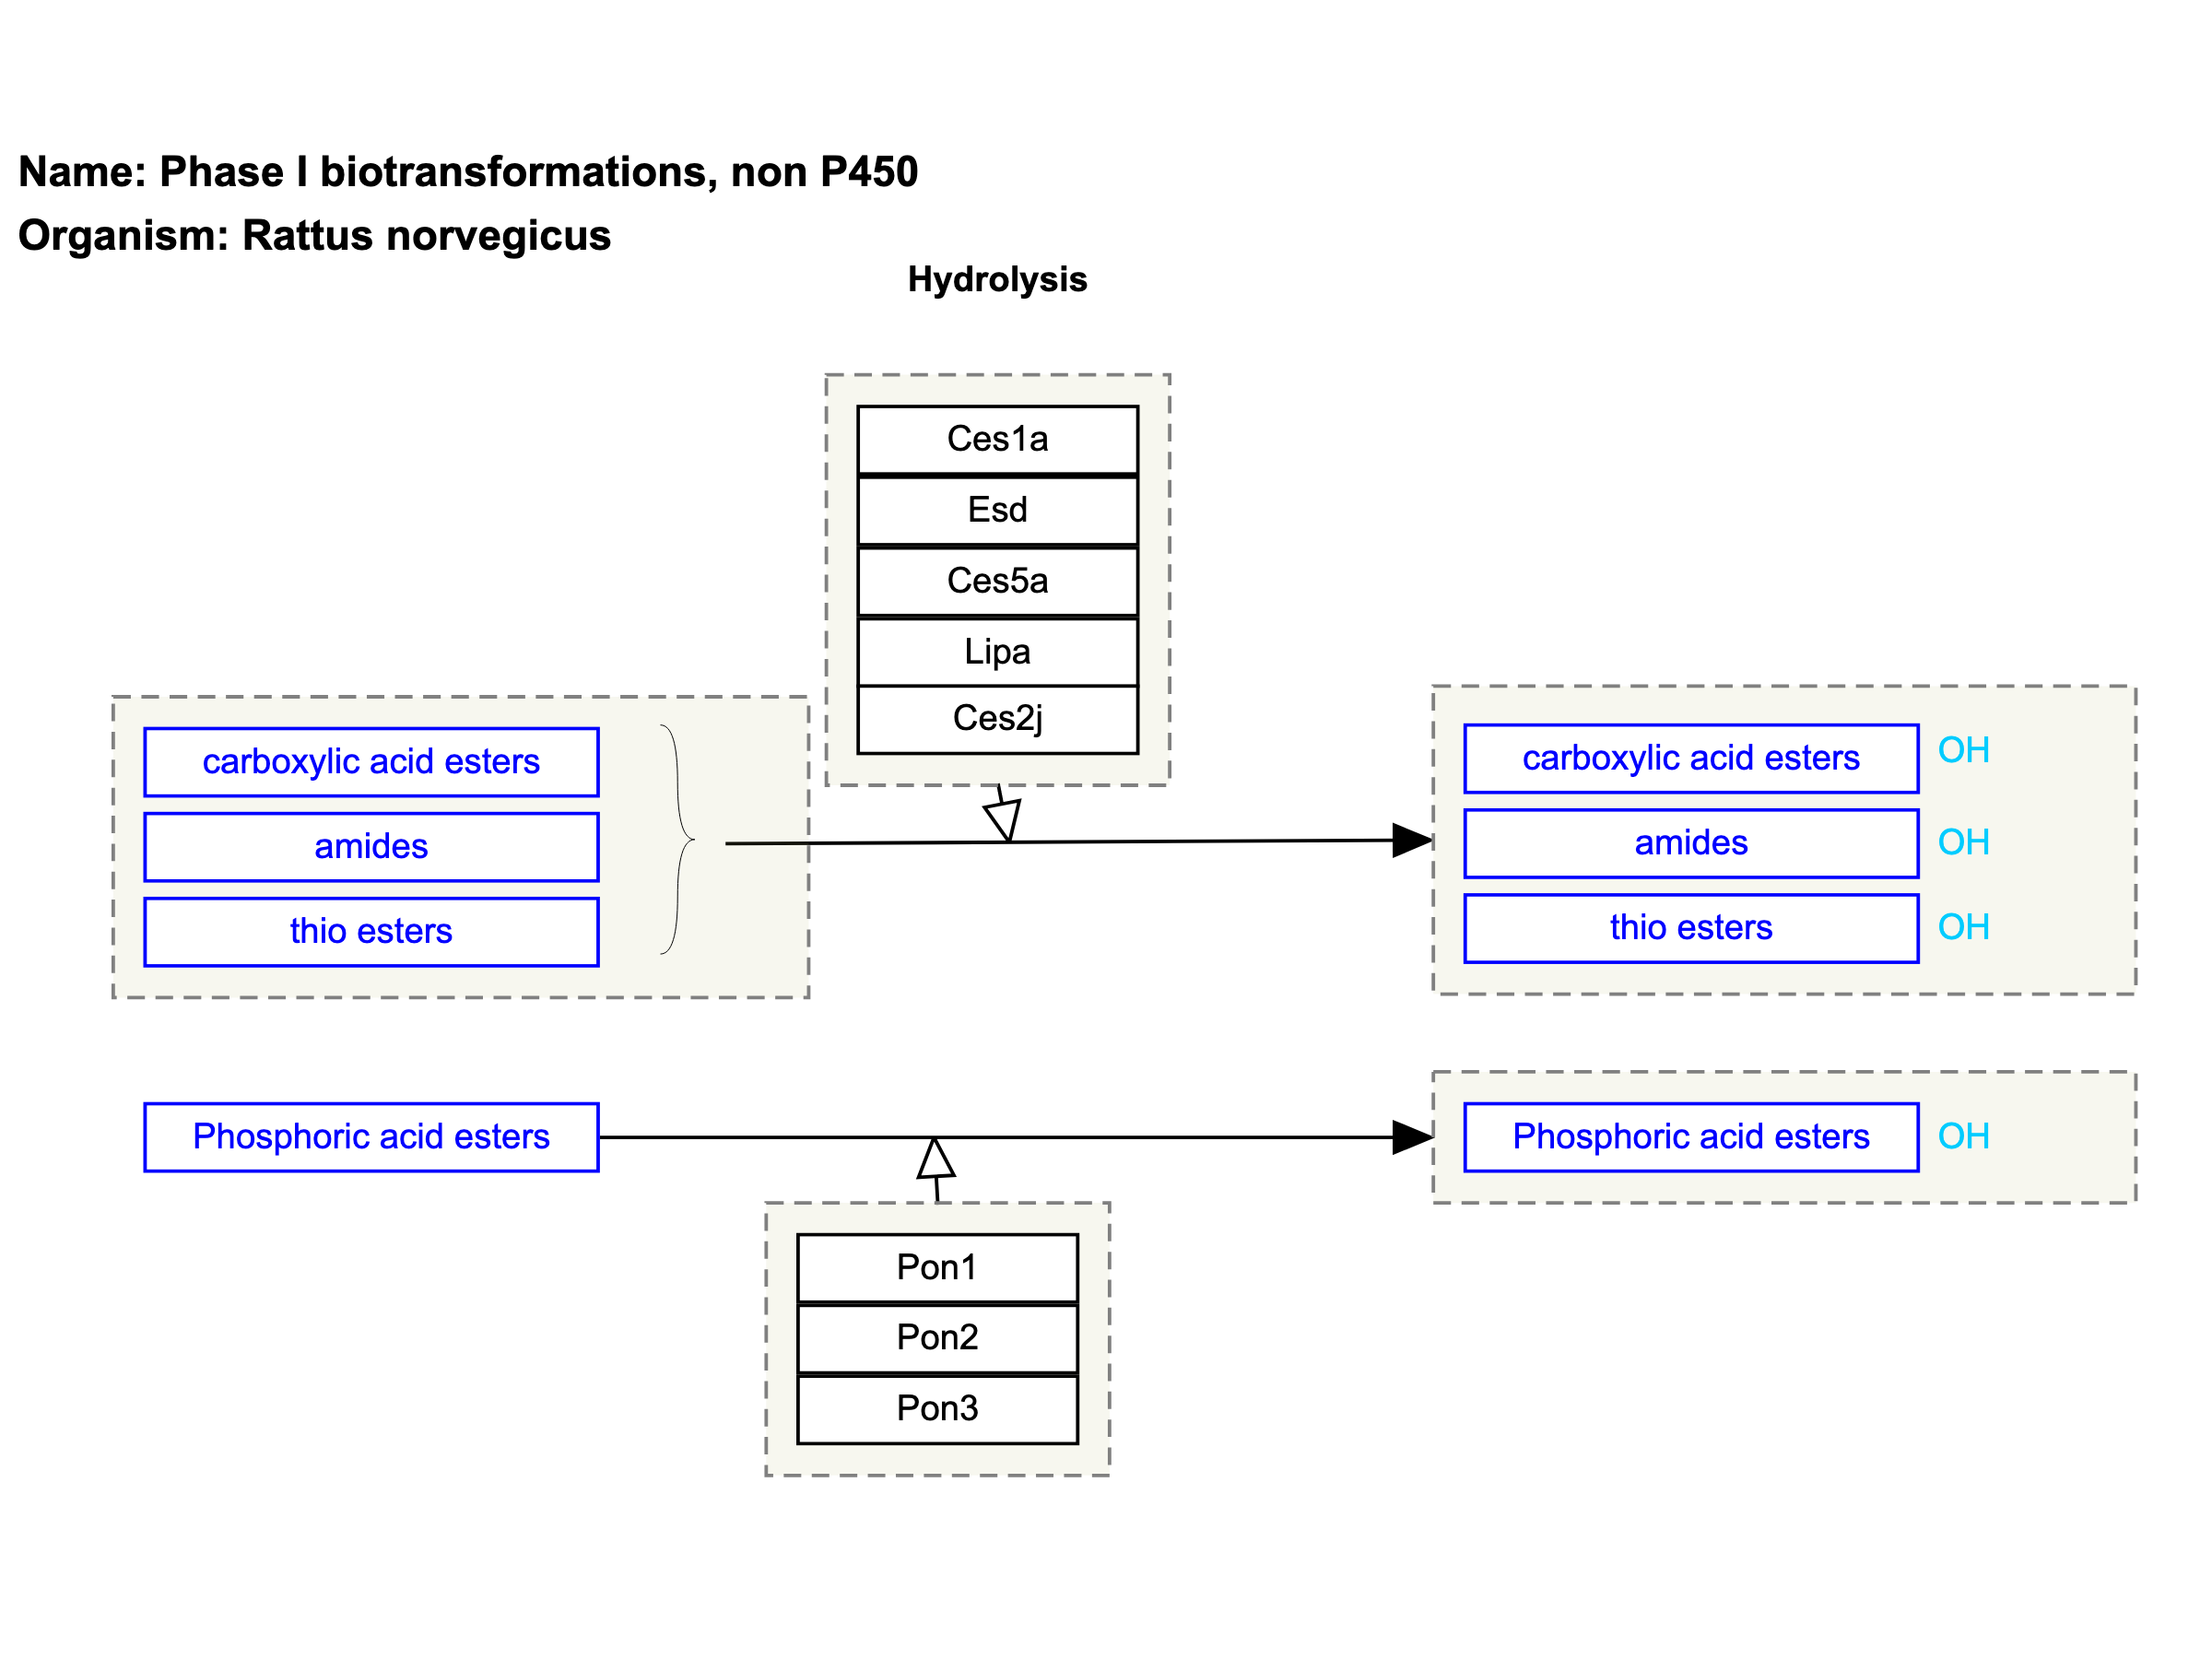 Name: Phase I biotransformations, non P450
Organism: Rattus norvegicus
Hydrolysis
Ces1a
Esd
Ces5a
Lipa
Ces2j
carboxylic acid esters
amides
thio esters
carboxylic acid esters OH
amides OH
thio esters OH
Phosphoric acid esters
Phosphoric acid esters OH
Pon1
Pon2
Pon3